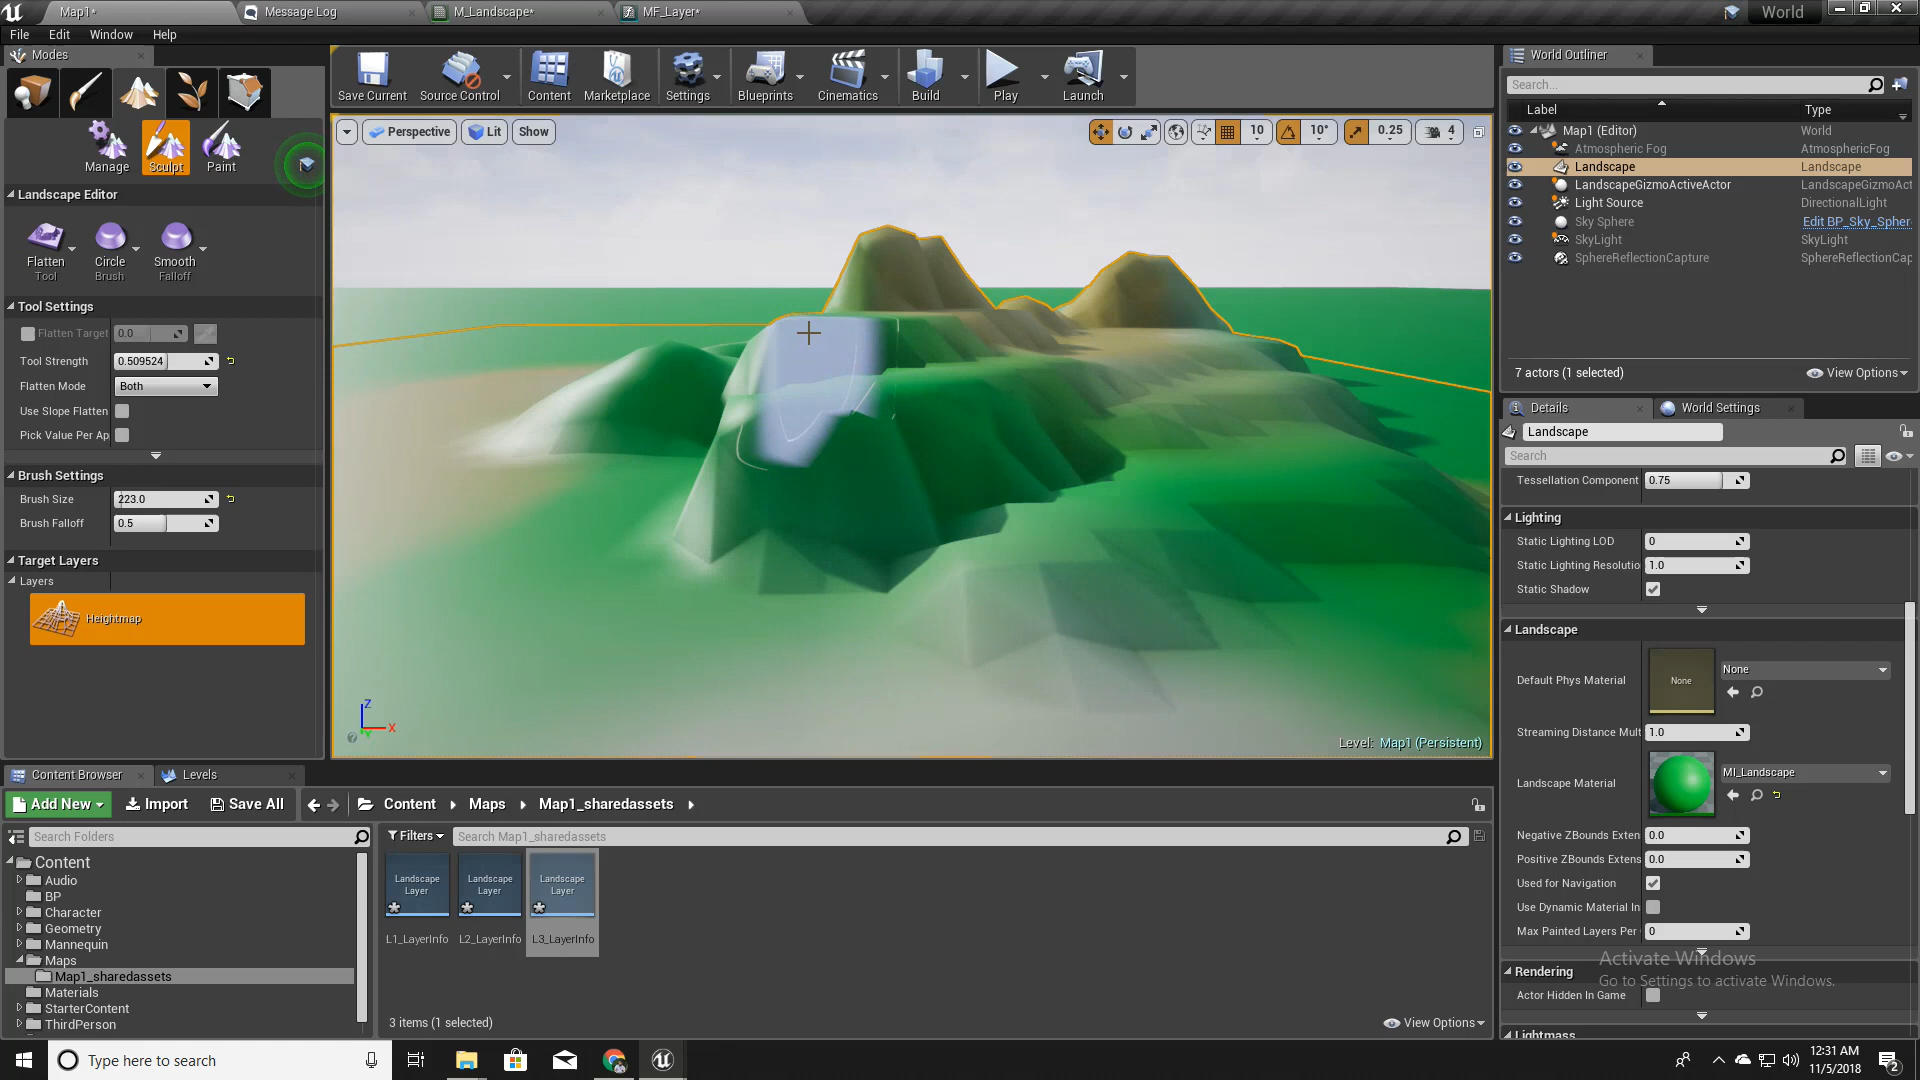 Map1*
Message Log
M_Landscape*
MF_Layer*
World
File Edit Window Help
Modes
Manage
Sculpt
Paint
Landscape Editor
Flatten
Tool
Circle
Brush
Smooth
Falloff
Tool Settings
Flatten Target 0.0
Tool Strength 0.509524
Flatten Mode Both
Use Slope Flatten
Pick Value Per Ap
Brush Settings
Brush Size 223.0
Brush Falloff 0.5
Target Layers
Layers
Heightmap
Save Current
Source Control
Content
Marketplace
Settings
Blueprints
Cinematics
Build
Play
Launch
Perspective Lit Show
10 10° 0.25 4
Z
X
Y
Level: Map1 (Persistent)
World Outliner
Search...
Label Type
Map1 (Editor) World
Atmospheric Fog AtmosphericFog
Landscape Landscape
LandscapeGizmoActiveActor LandscapeGizmoAct
Light Source DirectionalLight
Sky Sphere Edit BP_Sky_Spher
SkyLight SkyLight
SphereReflectionCapture SphereReflectionCap
7 actors (1 selected) View Options
Details World Settings
Landscape
Search
Tessellation Component 0.75
Lighting
Static Lighting LOD 0
Static Lighting Resolutio 1.0
Static Shadow
Landscape
Default Phys Material None None
Streaming Distance Mult 1.0
Landscape Material MI_Landscape
Negative ZBounds Exten 0.0
Positive ZBounds Extens 0.0
Used for Navigation
Use Dynamic Material In
Max Painted Layers Per 0
Activate Windows
Go to Settings to activate Windows.
Rendering
Actor Hidden In Game
Lightmass
Content Browser Levels
Add New Import Save All Content Maps Map1_sharedassets
Search Folders
Filters Search Map1_sharedassets
Content
Audio
BP
Character
Geometry
Mannequin
Maps
Map1_sharedassets
Materials
StarterContent
ThirdPerson
Landscape
Layer
Landscape
Layer
Landscape
Layer
L1_LayerInfo L2_LayerInfo L3_LayerInfo
3 items (1 selected) View Options
Type here to search
12:31 AM
11/5/2018
2